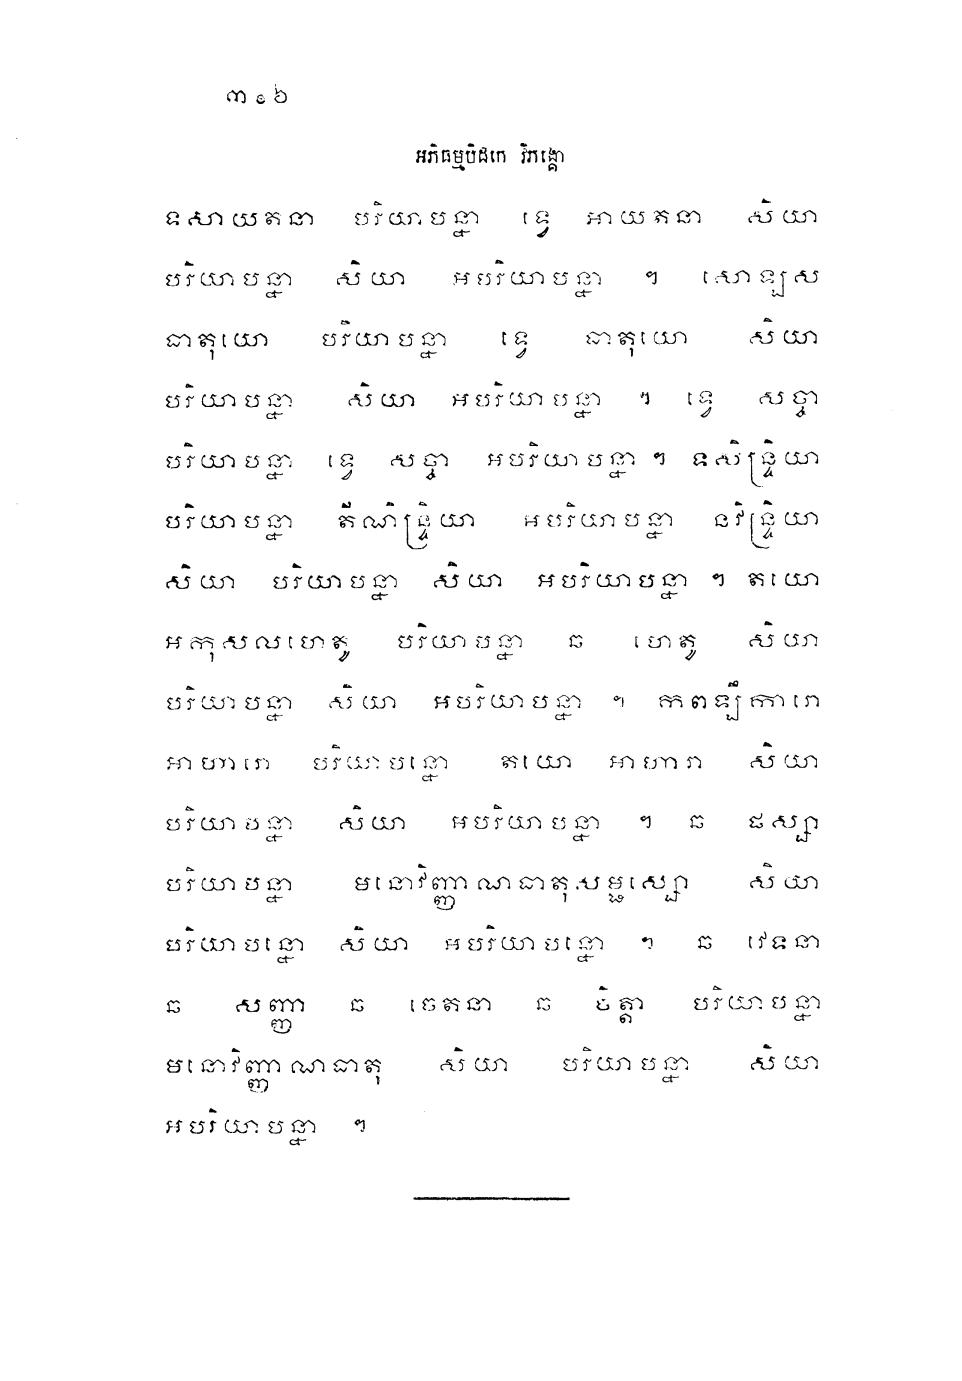 ៣១៦
អភិធម្មបិដកេ វិភង្គោ
ទសាយតនា បរិយាបន្នា ទ្វេ អាយតនា សិយា
បរិយាបន្នា សិយា អបរិយាបន្នា ។ សោឡស
ធាតុយោ បរិយាបន្នា ទ្វេ ធាតុយោ សិយា
បរិយាបន្នា សិយា អបរិយាបន្នា ។ ទ្វេ សច្ចា
បរិយាបន្នា ទ្វេ សច្ចា អបរិយាបន្នា ។ ទសិន្ទ្រិយា
បរិយាបន្នា តីណិន្ទ្រិយា អបរិយាបន្នា នវិន្ទ្រិយា
សិយា បរិយាបន្នា សិយា អបរិយាបន្នា ។ តយោ
អកុសលហេតូ បរិយាបន្នា ឆ ហេតូ សិយា
បរិយាបន្នា សិយា អបរិយាបន្នា ។ កពឡីការោ
អាហារោ បរិយាបន្នោ តយោ អាហារា សិយា
បរិយាបន្នា សិយា អបរិយាបន្នា ។ ឆ ផស្សា
បរិយាបន្នា មនោវិញ្ញាណធាតុសម្ផស្សោ សិយា
បរិយាបន្នោ សិយា អបរិយាបន្នោ ។ ឆ វេទនា
ឆ សញ្ញា ឆ ចេតនា ឆ ចិត្តា បរិយាបន្នា
មនោវិញ្ញាណធាតុ សិយា បរិយាបន្នា សិយា
អបរិយាបន្នា ។